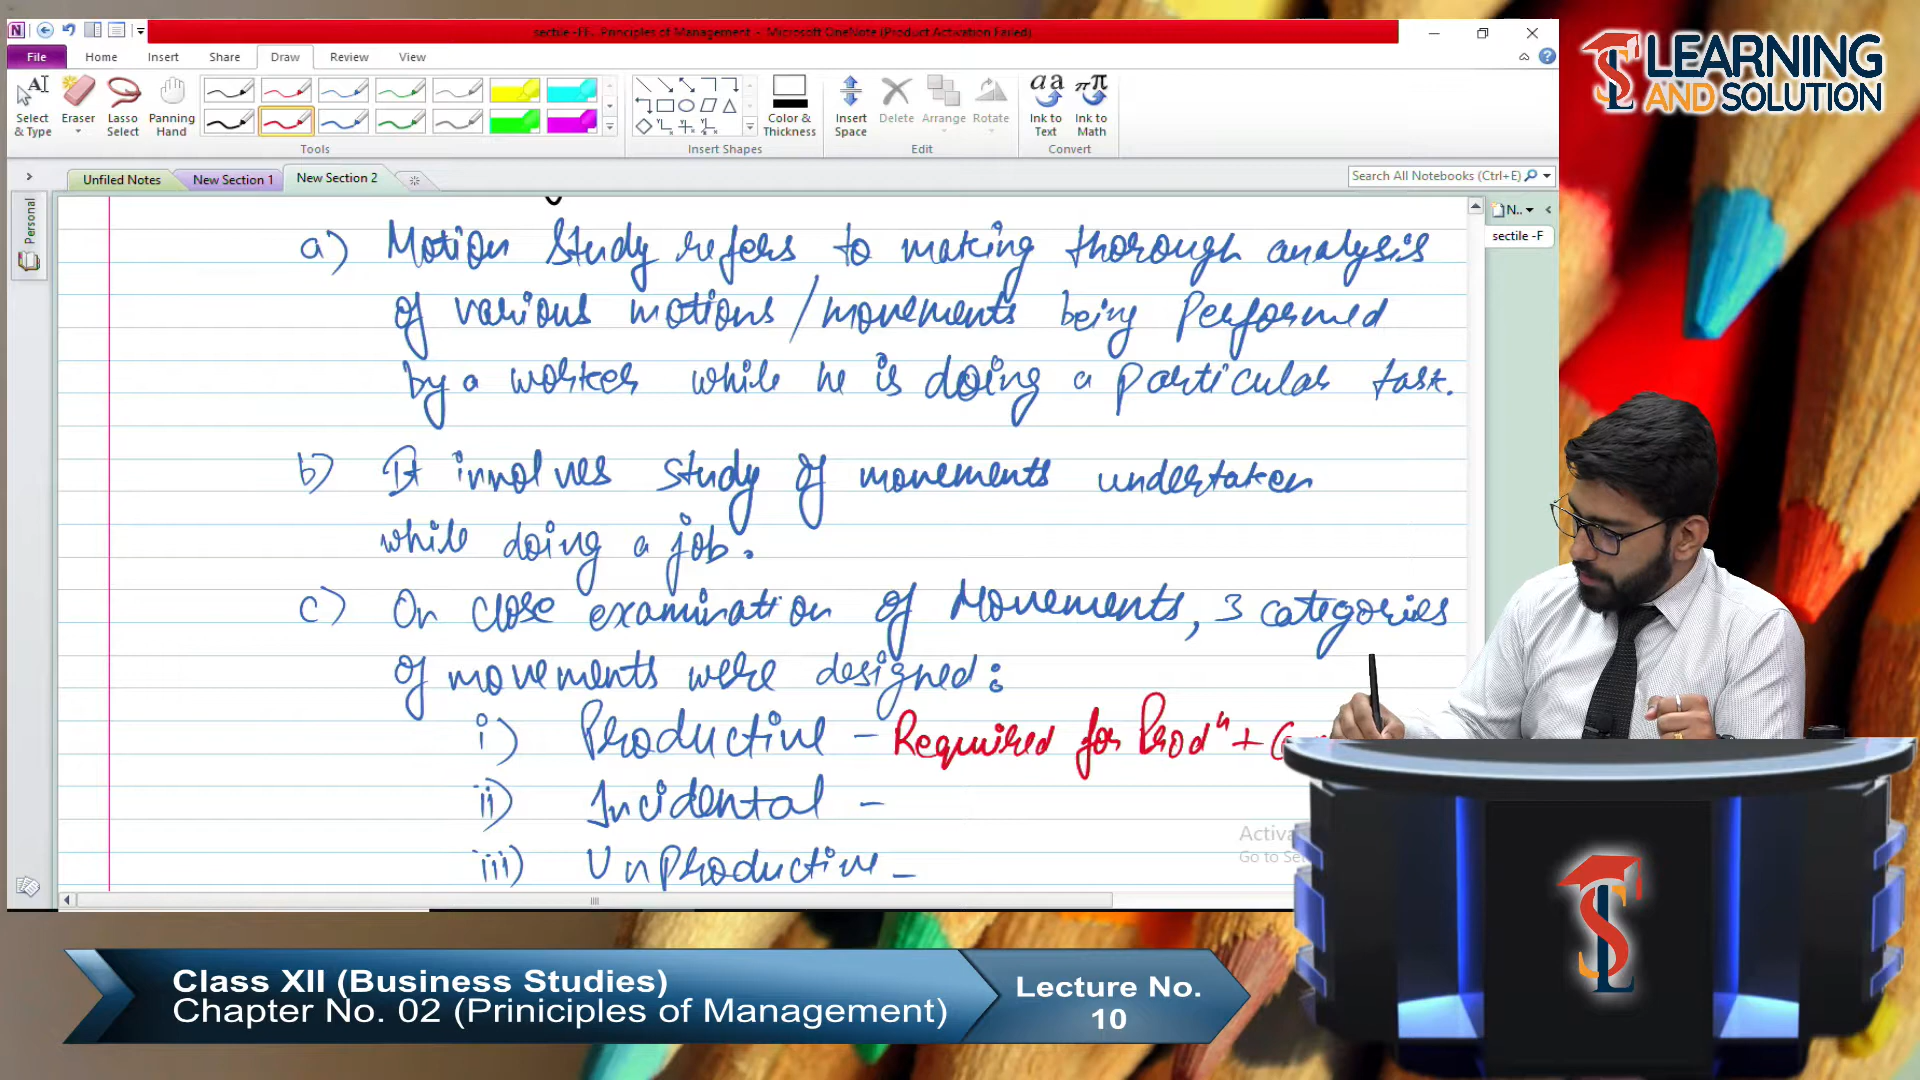 sectile -FF - Principles of Management - Microsoft OneNote (Product Activation Failed)
File Home Insert Share Draw Review View
Select & Type
Eraser
Lasso Select
Panning Hand
Color & Thickness
Insert Space
Delete
Arrange
Rotate
Ink to Text
Ink to Math
Tools
Insert Shapes
Edit
Convert
Unfiled Notes
New Section 1
New Section 2
Search All Notebooks (Ctrl+E)
Personal
N..
sectile -F
a) Motion Study refers to making thorough analysis
of various motions/movements being Performed
by a worker while he is doing a particular task.
b) It involves study of movements undertaken
while doing a job.
c) On close examination of Movements, 3 categories
of movements were designed:
i) Productive - Required for Prodⁿ +
ii) Incidental -
iii) UnProductive -
Activa
Go to Se
LEARNING
AND SOLUTION
Class XII (Business Studies)
Chapter No. 02 (Priniciples of Management)
Lecture No.
10